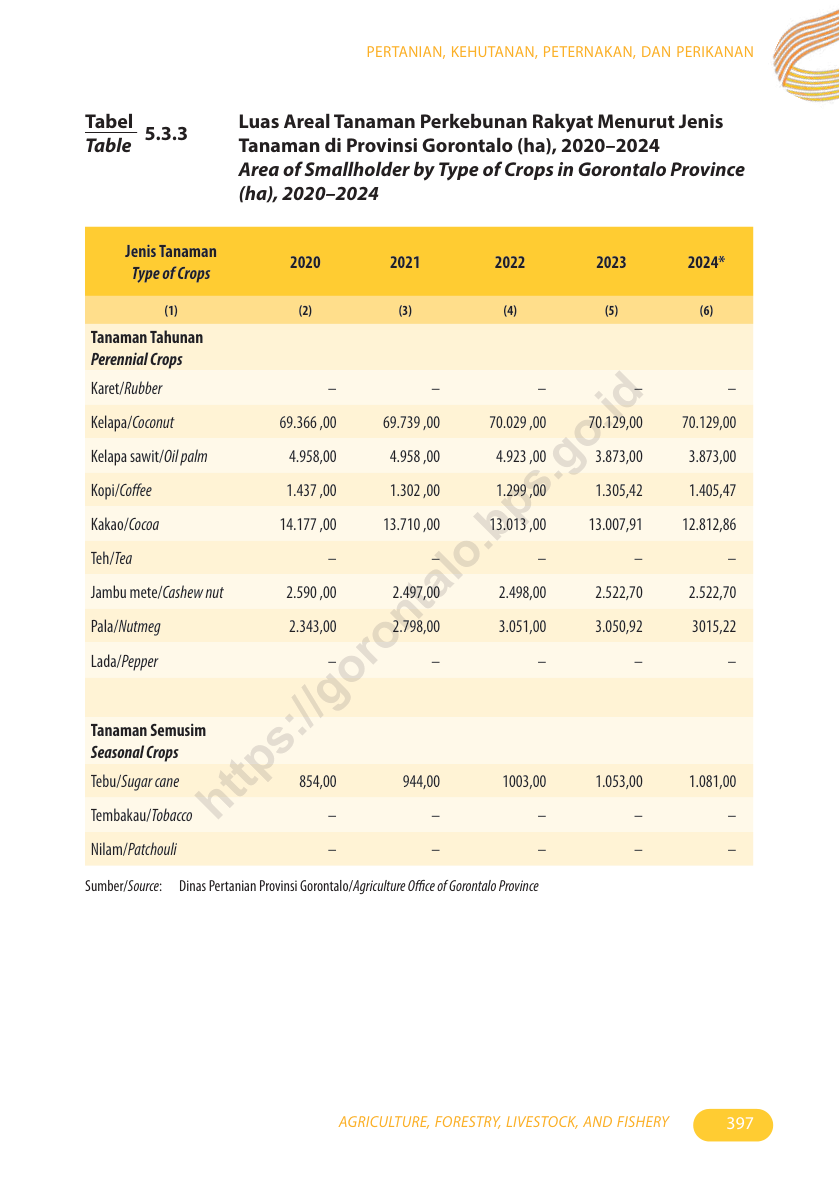 PERTANIAN, KEHUTANAN, PETERNAKAN, DAN PERIKANAN
Tabel
Table
5.3.3
Luas Areal Tanaman Perkebunan Rakyat Menurut Jenis
Tanaman di Provinsi Gorontalo (ha), 2020–2024
Area of Smallholder by Type of Crops in Gorontalo Province
(ha), 2020–2024
Jenis Tanaman
Type of Crops
2020 2021 2022 2023 2024*
(1) (2) (3) (4) (5) (6)
Tanaman Tahunan
Perennial Crops
Karet/Rubber – – – – –
Kelapa/Coconut 69.366 ,00 69.739 ,00 70.029 ,00 70.129,00 70.129,00
Kelapa sawit/Oil palm 4.958,00 4.958 ,00 4.923 ,00 3.873,00 3.873,00
Kopi/Coffee 1.437 ,00 1.302 ,00 1.299 ,00 1.305,42 1.405,47
Kakao/Cocoa 14.177 ,00 13.710 ,00 13.013 ,00 13.007,91 12.812,86
Teh/Tea – – – – –
Jambu mete/Cashew nut 2.590 ,00 2.497,00 2.498,00 2.522,70 2.522,70
Pala/Nutmeg 2.343,00 2.798,00 3.051,00 3.050,92 3015,22
Lada/Pepper – – – – –
Tanaman Semusim
Seasonal Crops
Tebu/Sugar cane 854,00 944,00 1003,00 1.053,00 1.081,00
Tembakau/Tobacco – – – – –
Nilam/Patchouli – – – – –
Sumber/Source: Dinas Pertanian Provinsi Gorontalo/Agriculture Office of Gorontalo Province
https://gorontalo.bps.go.id
AGRICULTURE, FORESTRY, LIVESTOCK, AND FISHERY 397